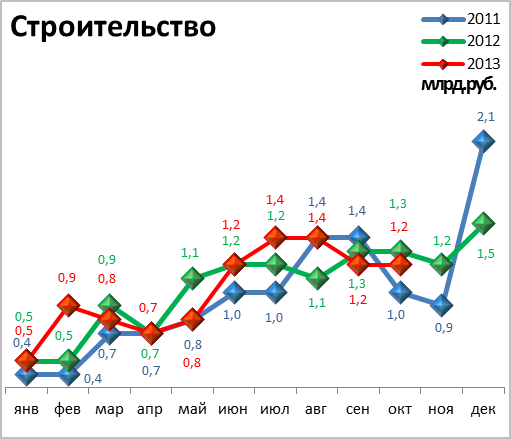 Строительство
2011
2012
2013
млрд.руб.
2,1
1,4 1,4 1,4 1,3
1,2 1,2 1,4 1,2 1,2
1,1 1,2 1,5
0,9 0,9 0,8
0,5 0,5 0,4 0,5 0,7
1,0 1,0 1,1 1,3 1,2 1,0 0,9
0,4 0,7 0,7 0,7 0,8 0,8
янв фев мар апр май июн июл авг сен окт ноя дек